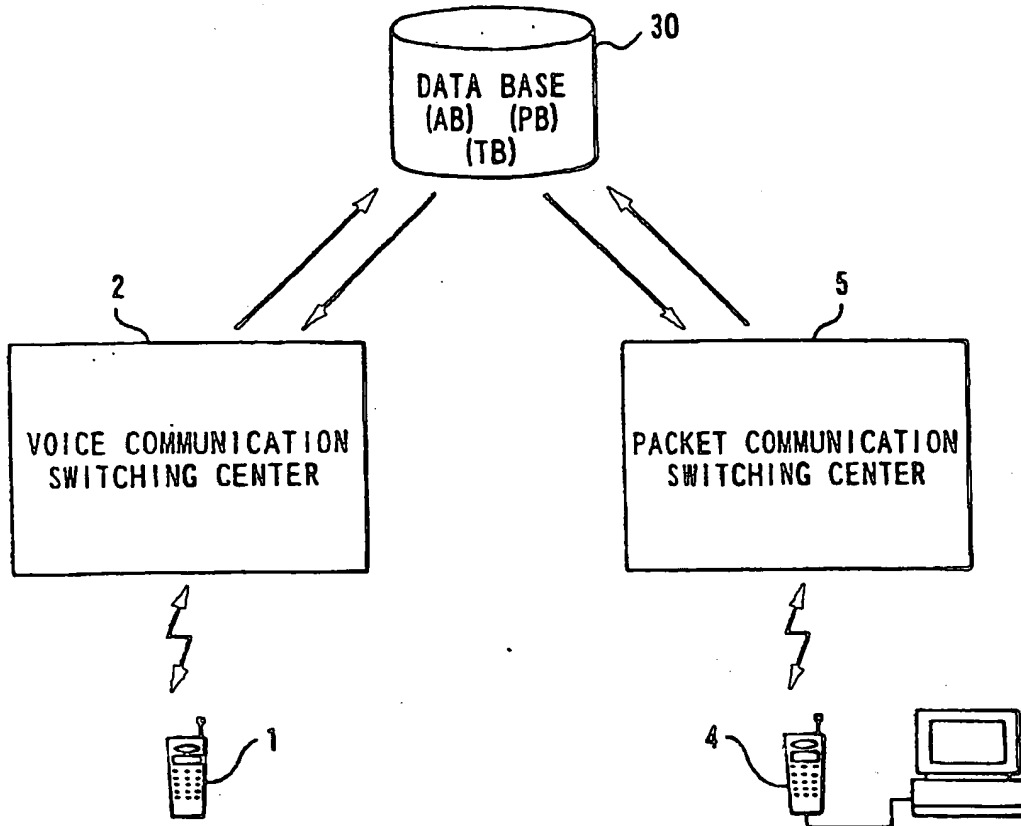 30
DATA BASE
(AB) (PB)
(TB)
2
5
VOICE COMMUNICATION
SWITCHING CENTER
PACKET COMMUNICATION
SWITCHING CENTER
1
4